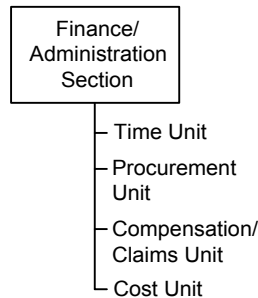 Finance/
Administration
Section
Time Unit
Procurement
Unit
Compensation/
Claims Unit
Cost Unit